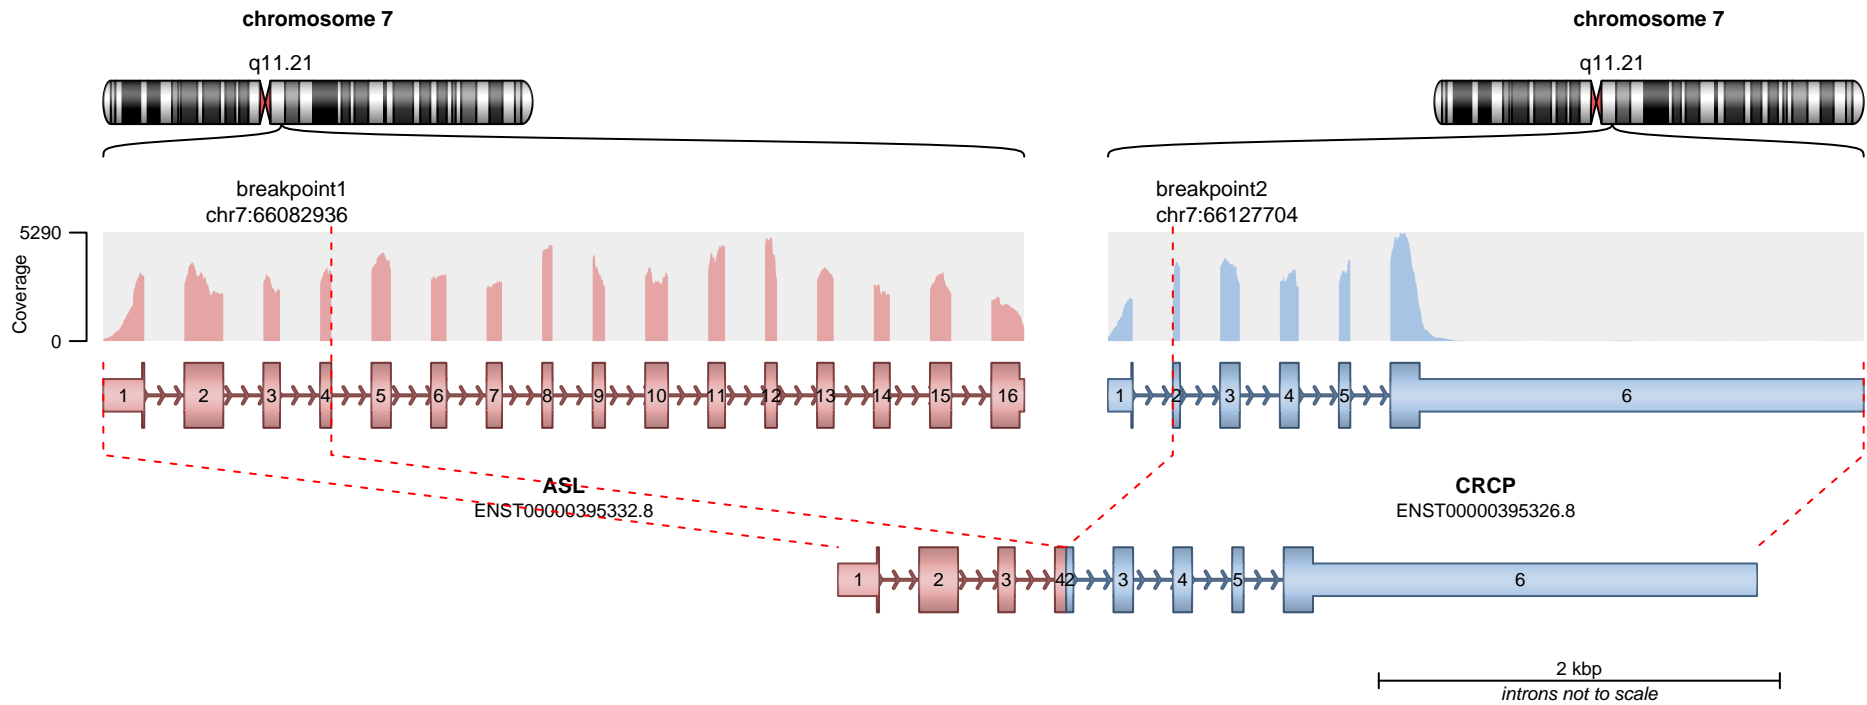 chromosome 7
chromosome 7
q11.21
q11.21
breakpoint1
chr7:66082936
breakpoint2
chr7:66127704
5290
Coverage
0
1 2 3 4 5 6 7 8 9 10 11 12 13 14 15 16
1 2 3 4 5 6
ASL
ENST00000395332.8
CRCP
ENST00000395326.8
1 2 3 4 2 3 4 5 6
2 kbp
introns not to scale